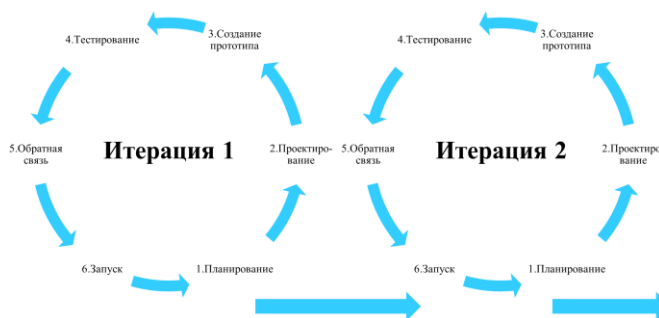 3.Создание
прототипа
4.Тестирование
5.Обратная
связь
Итерация 1
2.Проектиро-
вание
6.Запуск
1.Планирование
3.Создание
прототипа
4.Тестирование
5.Обратная
связь
Итерация 2
2.Проектиро
вание
6.Запуск
1.Планирование